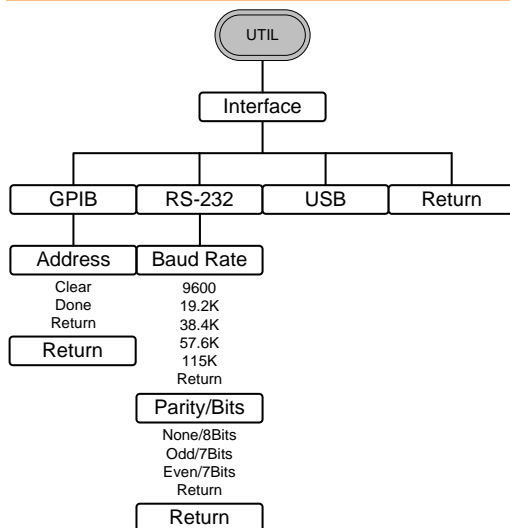 UTIL
Interface
GPIB RS-232 USB Return
Address
Clear
Done
Return
Return
Baud Rate
9600
19.2K
38.4K
57.6K
115K
Return
Parity/Bits
None/8Bits
Odd/7Bits
Even/7Bits
Return
Return